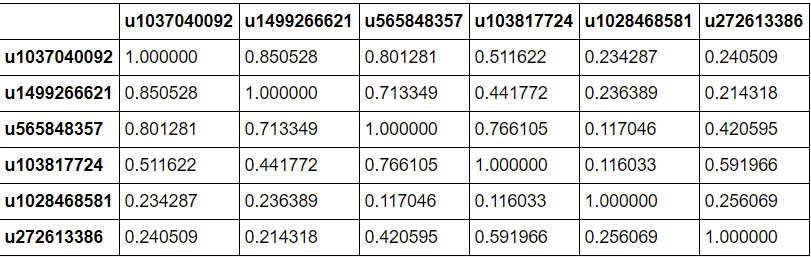 u1037040092 u1499266621 u565848357 u103817724 u1028468581 u272613386
u1037040092 1.000000 0.850528 0.801281 0.511622 0.234287 0.240509
u1499266621 0.850528 1.000000 0.713349 0.441772 0.236389 0.214318
u565848357 0.801281 0.713349 1.000000 0.766105 0.117046 0.420595
u103817724 0.511622 0.441772 0.766105 1.000000 0.116033 0.591966
u1028468581 0.234287 0.236389 0.117046 0.116033 1.000000 0.256069
u272613386 0.240509 0.214318 0.420595 0.591966 0.256069 1.000000